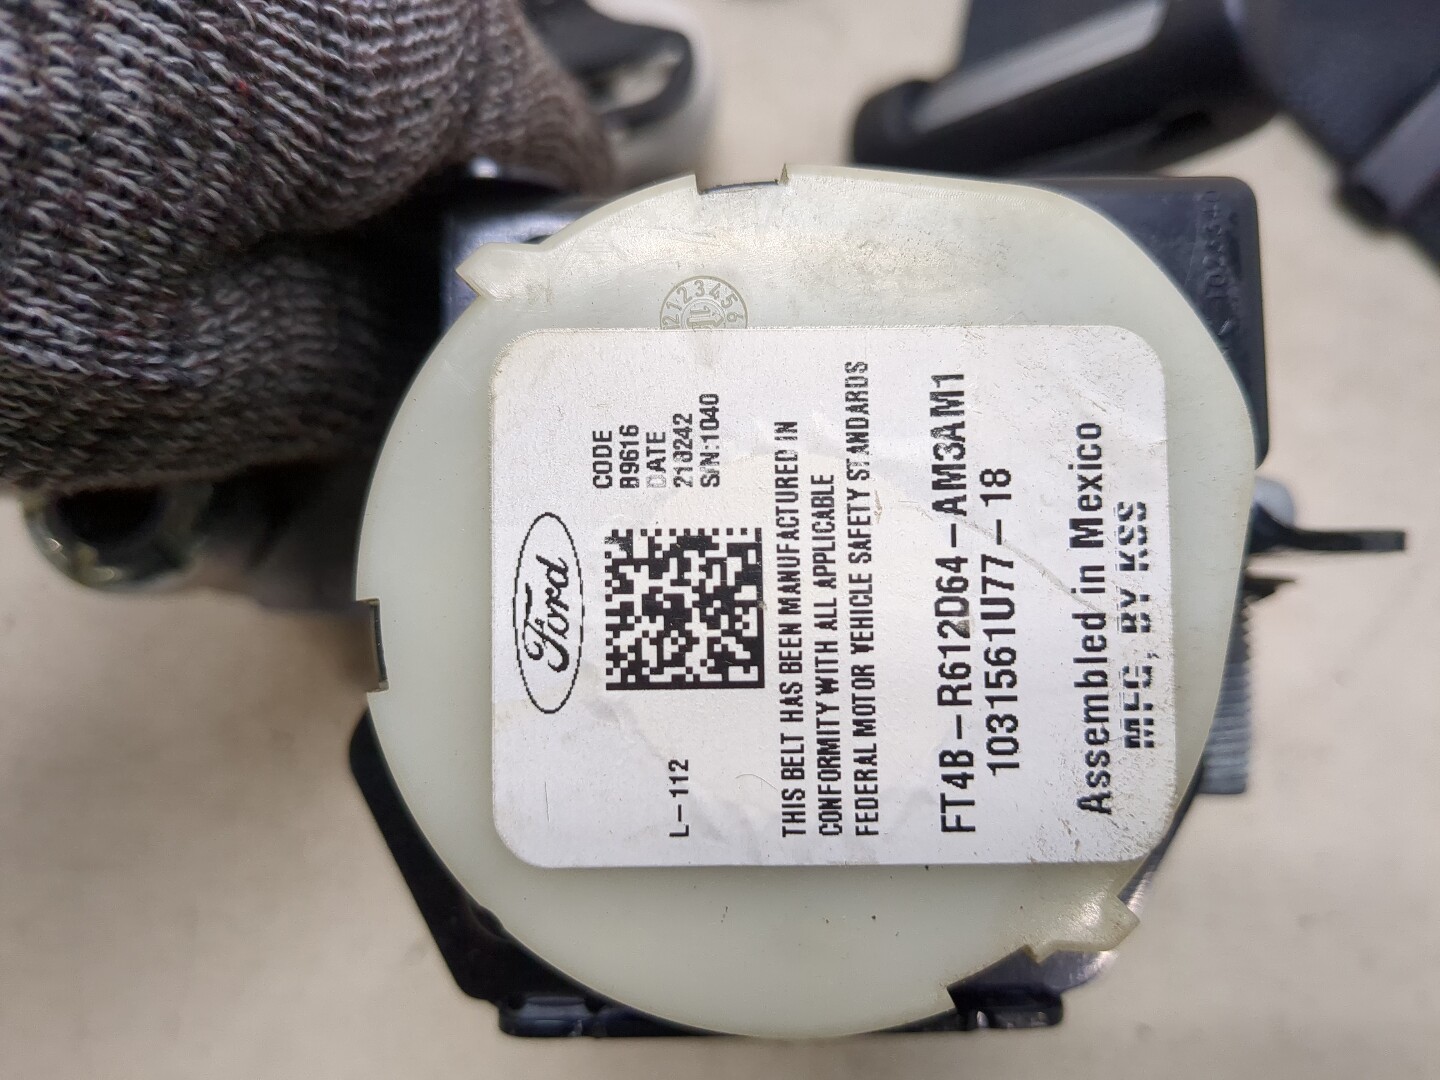 Ford
CODE
B9616
DATE
210242
S/N:1040
L-112
THIS BELT HAS BEEN MANUFACTURED IN
CONFORMITY WITH ALL APPLICABLE
FEDERAL MOTOR VEHICLE SAFETY STANDARDS
FT4B-R612D64-AM3AM1
1031561U77-18
Assembled in Mexico
MFG, BY KSS